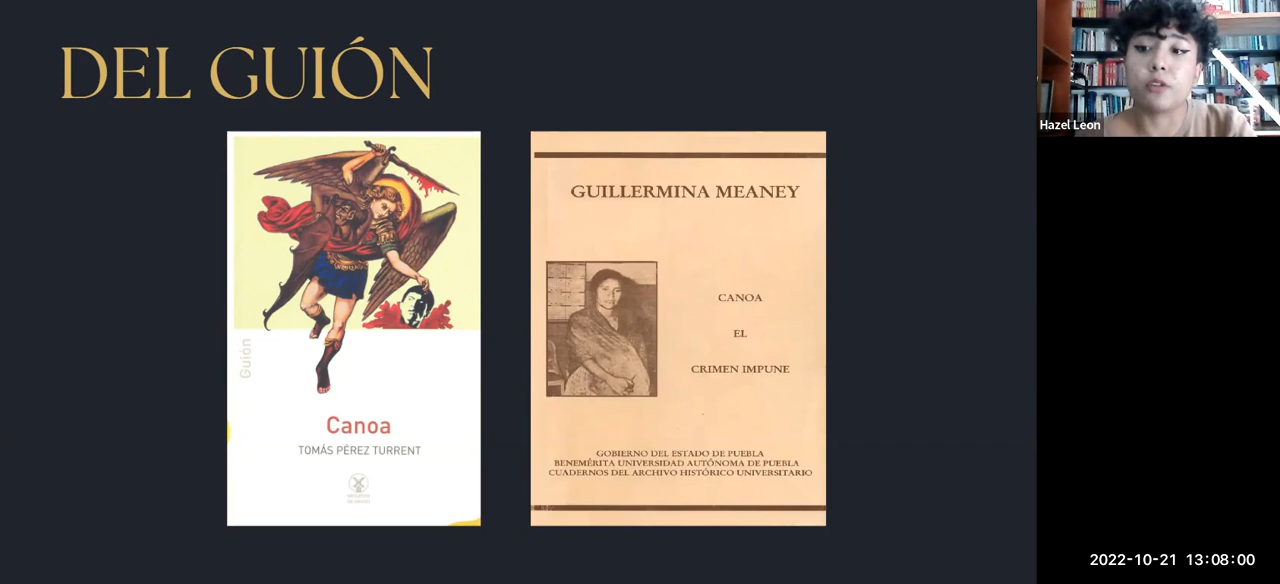 DEL GUIÓN
Guión
Canoa
TOMÁS PÉREZ TURRENT
GUILLERMINA MEANEY
CANOA
EL
CRIMEN IMPUNE
GOBIERNO DEL ESTADO DE PUEBLA
BENEMÉRITA UNIVERSIDAD AUTÓNOMA DE PUEBLA
CUADERNOS DEL ARCHIVO HISTÓRICO UNIVERSITARIO
Hazel Leon
2022-10-21 13:08:00